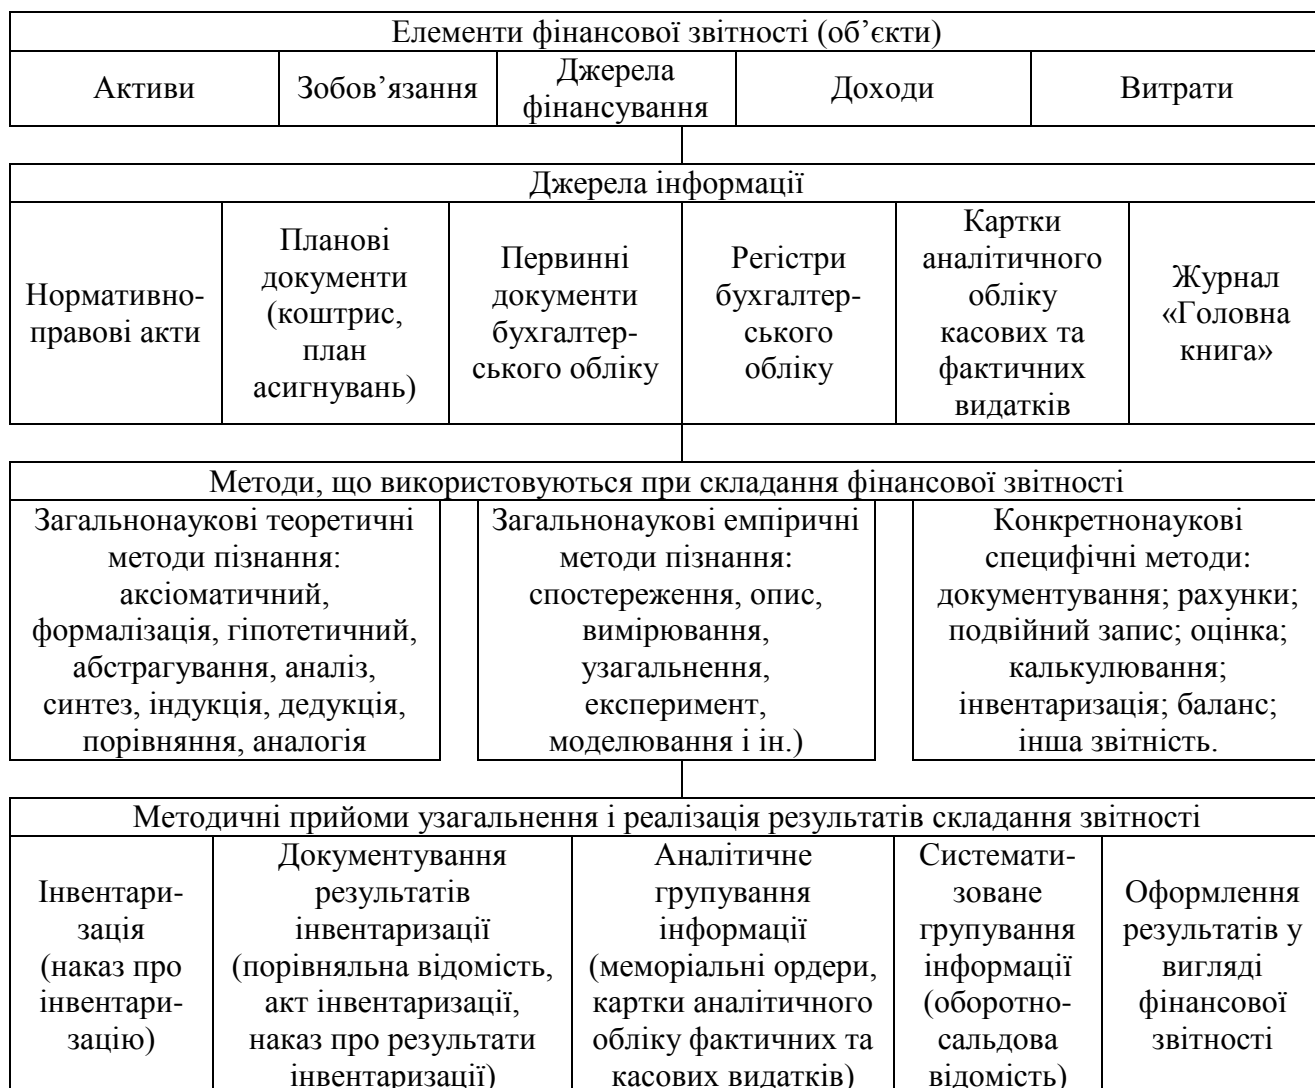 Елементи фінансової звітності (об’єкти)
Активи
Зобов’язання
Джерела
фінансування
Доходи
Витрати
Джерела інформації
Нормативно-
правові акти
Планові
документи
(коштрис,
план
асигнувань)
Первинні
документи
бухгалтер-
ського обліку
Регістри
бухгалтер-
ського
обліку
Картки
аналітичного
обліку
касових та
фактичних
видатків
Журнал
«Головна
книга»
Методи, що використовуються при складання фінансової звітності
Загальнонаукові теоретичні
методи пізнання:
аксіоматичний,
формалізація, гіпотетичний,
абстрагування, аналіз,
синтез, індукція, дедукція,
порівняння, аналогія
Загальнонаукові емпіричні
методи пізнання:
спостереження, опис,
вимірювання,
узагальнення,
експеримент,
моделювання і ін.)
Конкретнонаукові
специфічні методи:
документування; рахунки;
подвійний запис; оцінка;
калькулювання;
інвентаризація; баланс;
інша звітність.
Методичні прийоми узагальнення і реалізація результатів складання звітності
Інвентари-
зація
(наказ про
інвентари-
зацію)
Документування
результатів
інвентаризації
(порівняльна відомість,
акт інвентаризації,
наказ про результати
інвентаризації)
Аналітичне
групування
інформації
(меморіальні ордери,
картки аналітичного
обліку фактичних та
касових видатків)
Системати-
зоване
групування
інформації
(оборотно-
сальдова
відомість)
Оформлення
результатів у
вигляді
фінансової
звітності